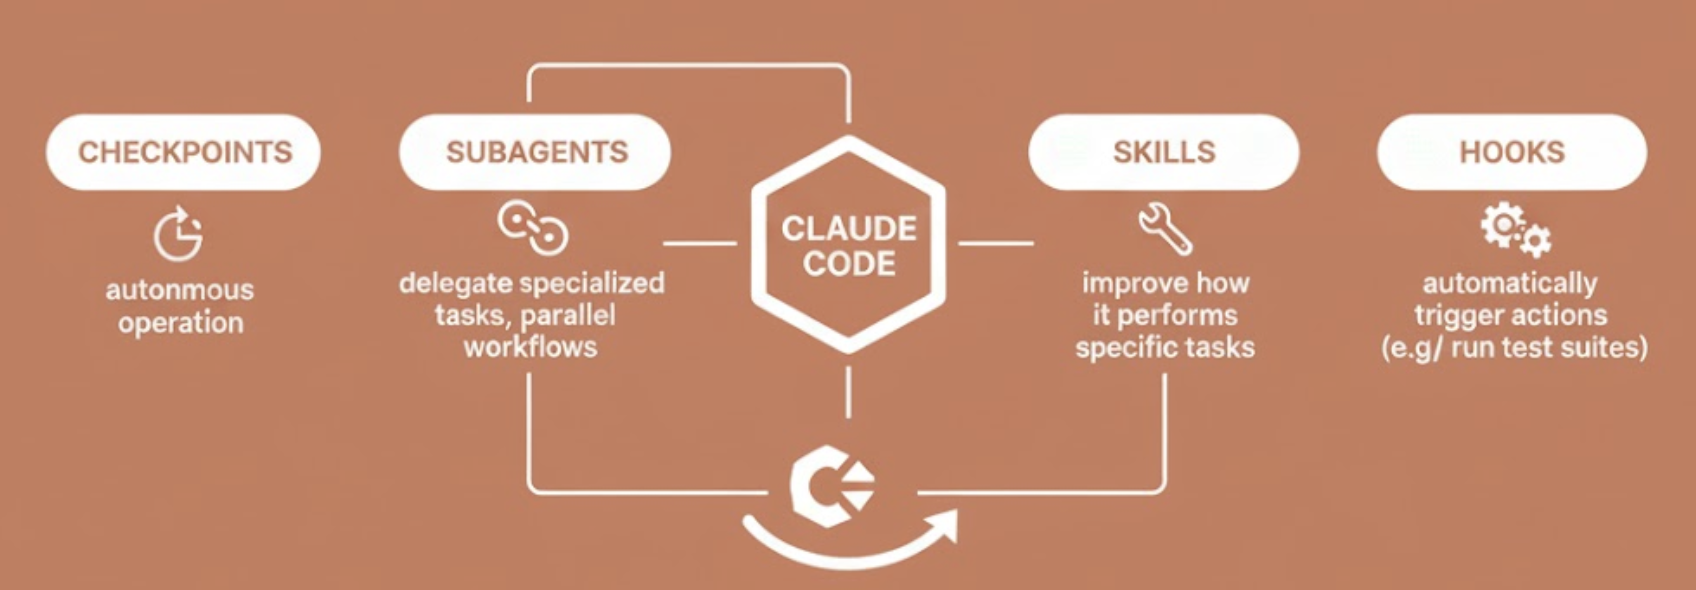 CHECKPOINTS
autonmous
operation
SUBAGENTS
delegate specialized
tasks, parallel
workflows
CLAUDE
CODE
SKILLS
improve how
it performs
specific tasks
HOOKS
automatically
trigger actions
(e.g/ run test suites)